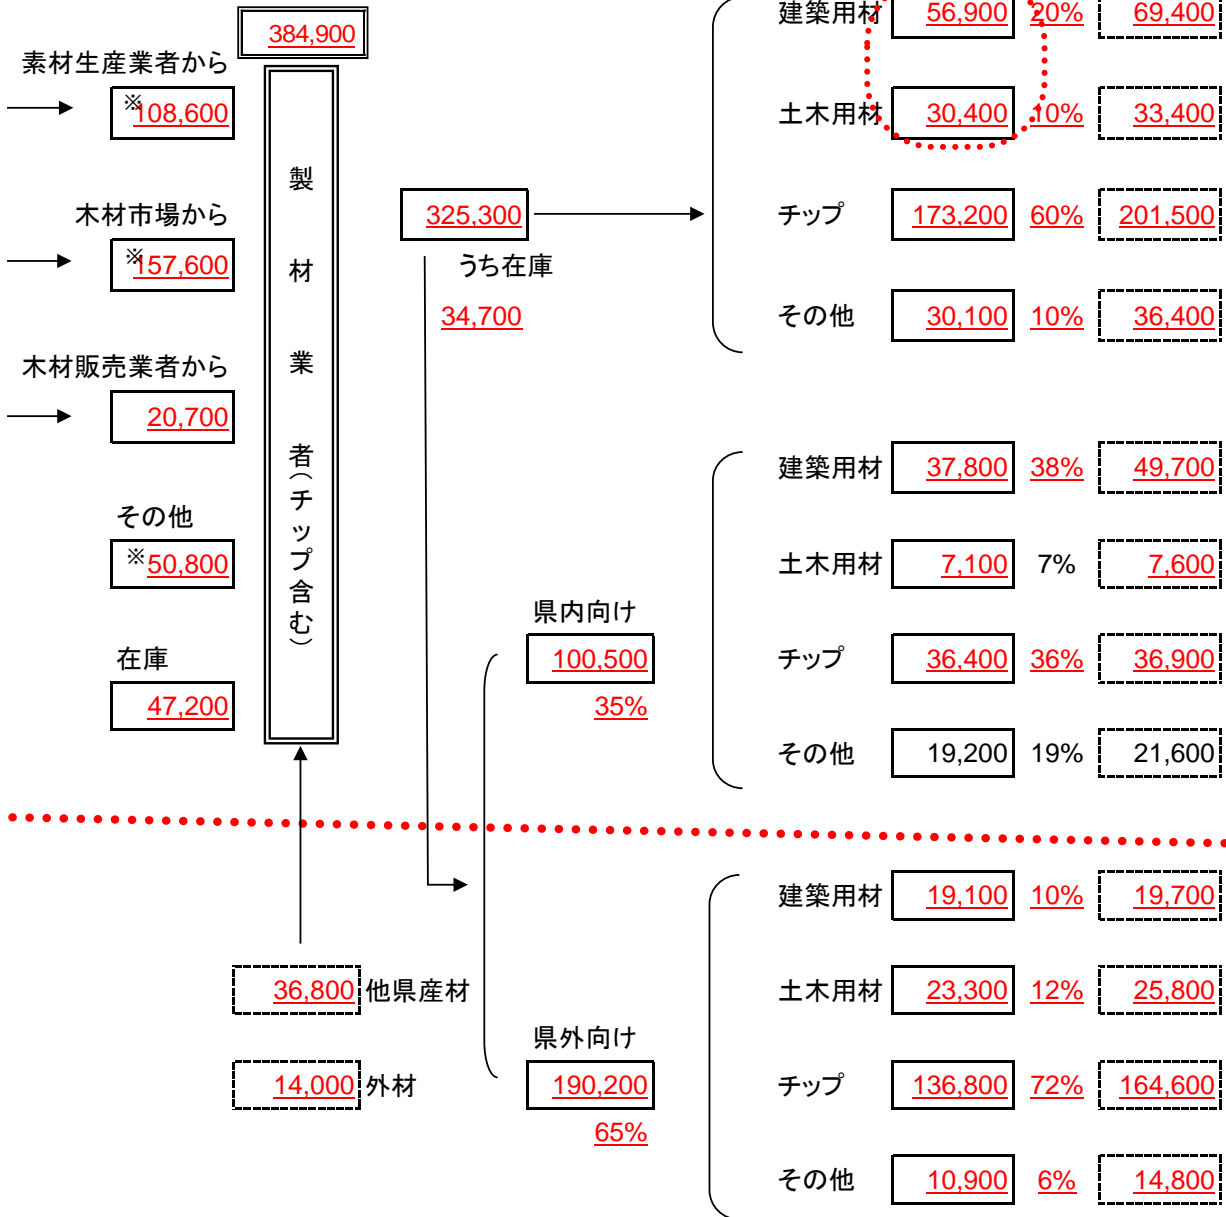 384,900
素材生産業者から
※108,600
木材市場から
※157,600
木材販売業者から
20,700
その他
※50,800
在庫
47,200
製材業者(チップ含む)
36,800 他県産材
14,000 外材
325,300
うち在庫
34,700
県内向け
100,500
35%
県外向け
190,200
65%
建築用材 56,900 20% 69,400
土木用材 30,400 10% 33,400
チップ 173,200 60% 201,500
その他 30,100 10% 36,400
建築用材 37,800 38% 49,700
土木用材 7,100 7% 7,600
チップ 36,400 36% 36,900
その他 19,200 19% 21,600
建築用材 19,100 10% 19,700
土木用材 23,300 12% 25,800
チップ 136,800 72% 164,600
その他 10,900 6% 14,800